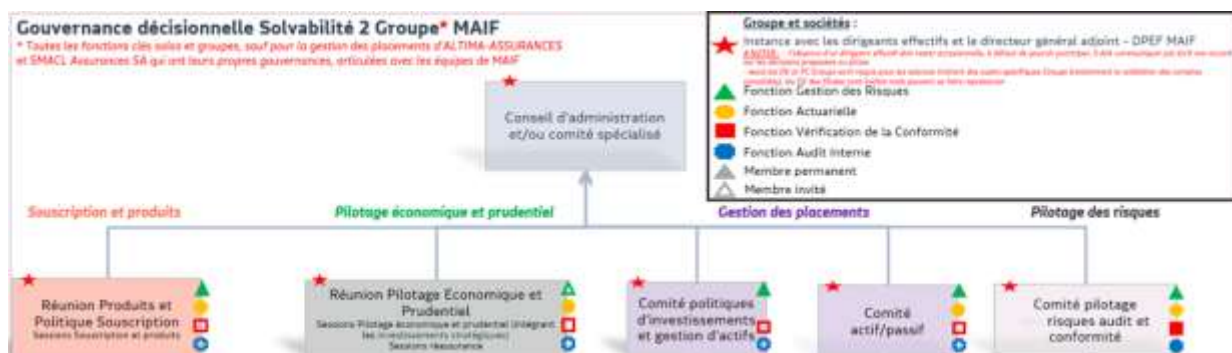 Gouvernance décisionnelle Solvabilité 2 Groupe* MAIF
* Toutes les fonctions clés solos et groupes, sauf pour la gestion des placements d'ALTIMA-ASSURANCES
et SMACL Assurances SA qui ont leurs propres gouvernances, articulées avec les équipes de MAIF
Groupe et sociétés :
Instance avec les dirigeants effectifs et le directeur général adjoint - DPEF MAIF
Fonction Gestion des Risques
Fonction Actuarielle
Fonction Vérification de la Conformité
Fonction Audit Interne
Membre permanent
Membre invité
Conseil d'administration
et/ou comité spécialisé
Souscription et produits
Pilotage économique et prudentiel
Gestion des placements
Pilotage des risques
Réunion Produits et
Politique Souscription
Sessions Souscription et produits
Réunion Pilotage Economique et
Prudentiel
Sessions Pilotage économique et prudentiel (intégrant
les investissements stratégiques)
Sessions réassurance
Comité politiques
d'investissements
et gestion d'actifs
Comité
actif/passif
Comité pilotage
risques audit et
conformité